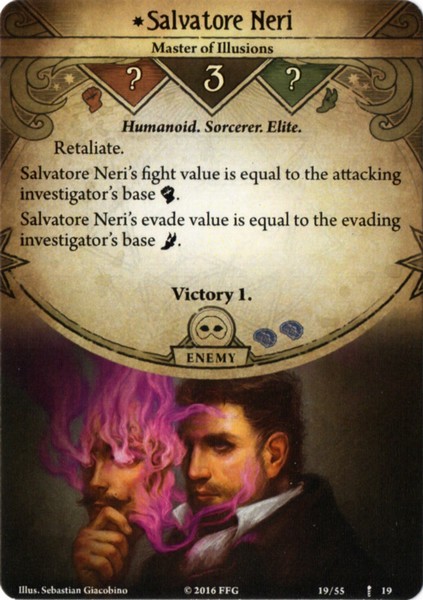 *Salvatore Neri
Master of Illusions
? 3 ?
Humanoid. Sorcerer. Elite.
Retaliate.
Salvatore Neri's fight value is equal to the attacking
investigator's base .
Salvatore Neri's evade value is equal to the evading
investigator's base .
Victory 1.
ENEMY
Illus. Sebastian Giacobino © 2016 FFG 19/55 19